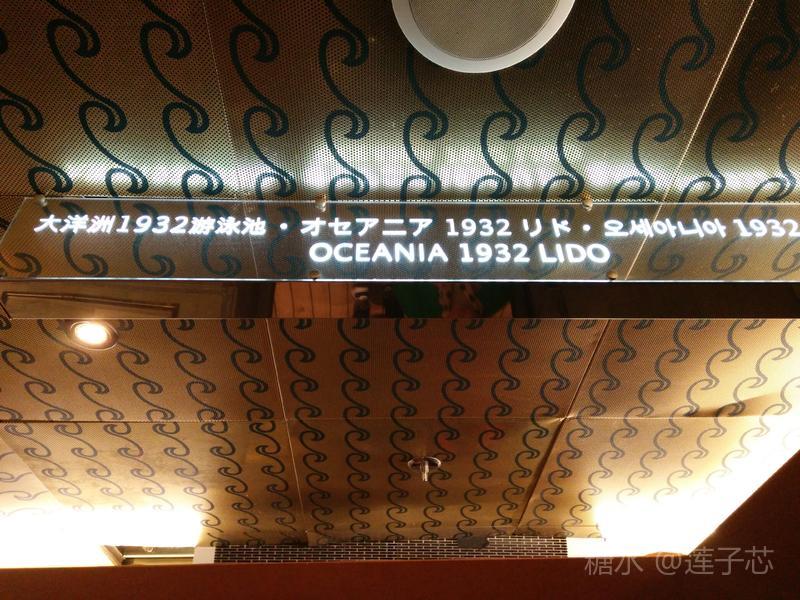 大洋洲1932游泳池・オセアニア 1932 リド・오세아니아 1932
OCEANIA 1932 LIDO
糖水 @莲子芯